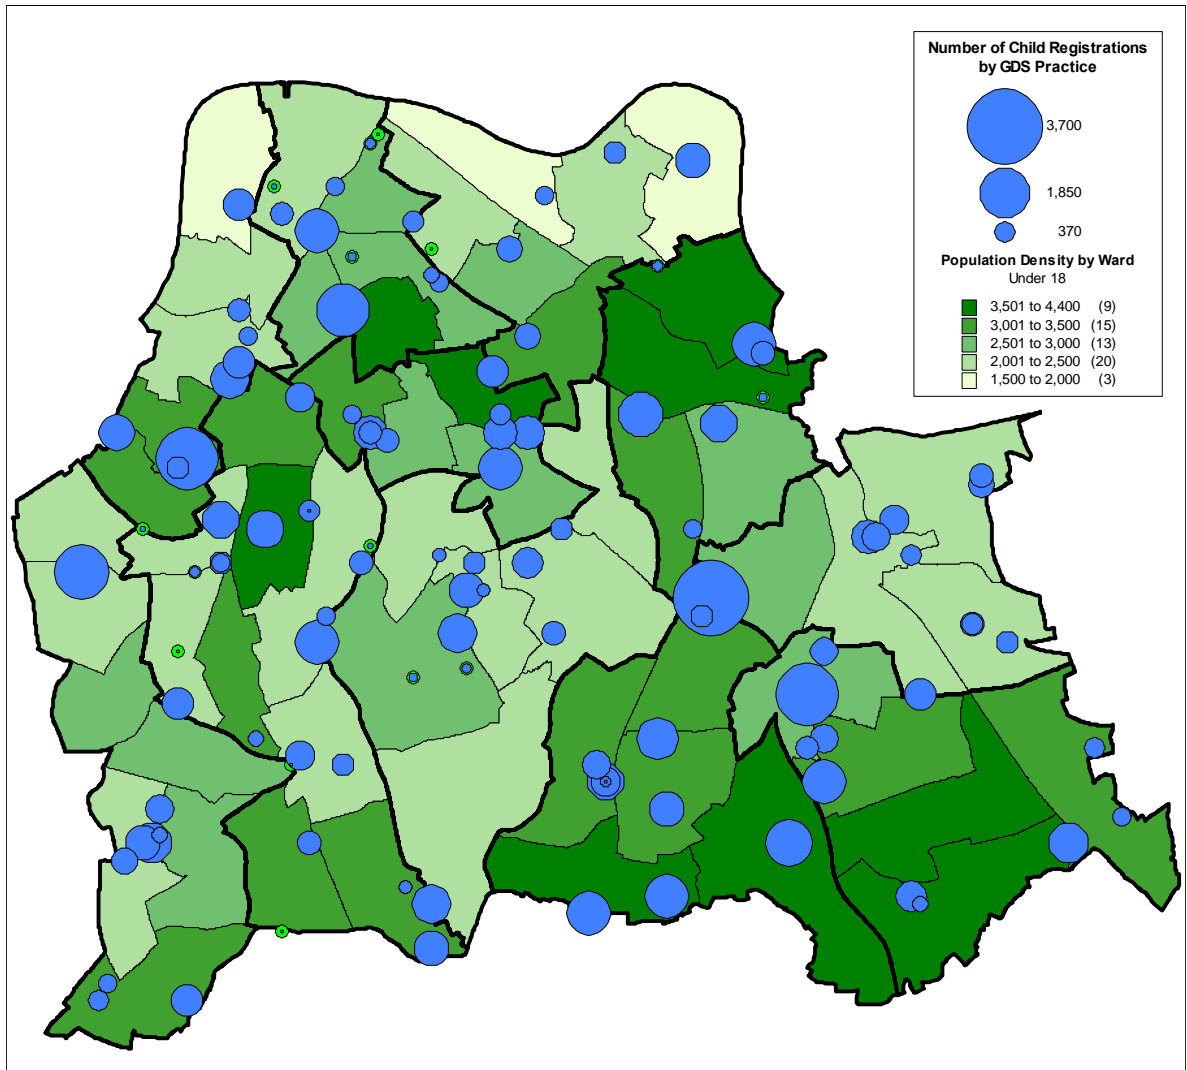 Number of Child Registrations
by GDS Practice
3,700
1,850
370
Population Density by Ward
Under 18
3,501 to 4,400 (9)
3,001 to 3,500 (15)
2,501 to 3,000 (13)
2,001 to 2,500 (20)
1,500 to 2,000 (3)